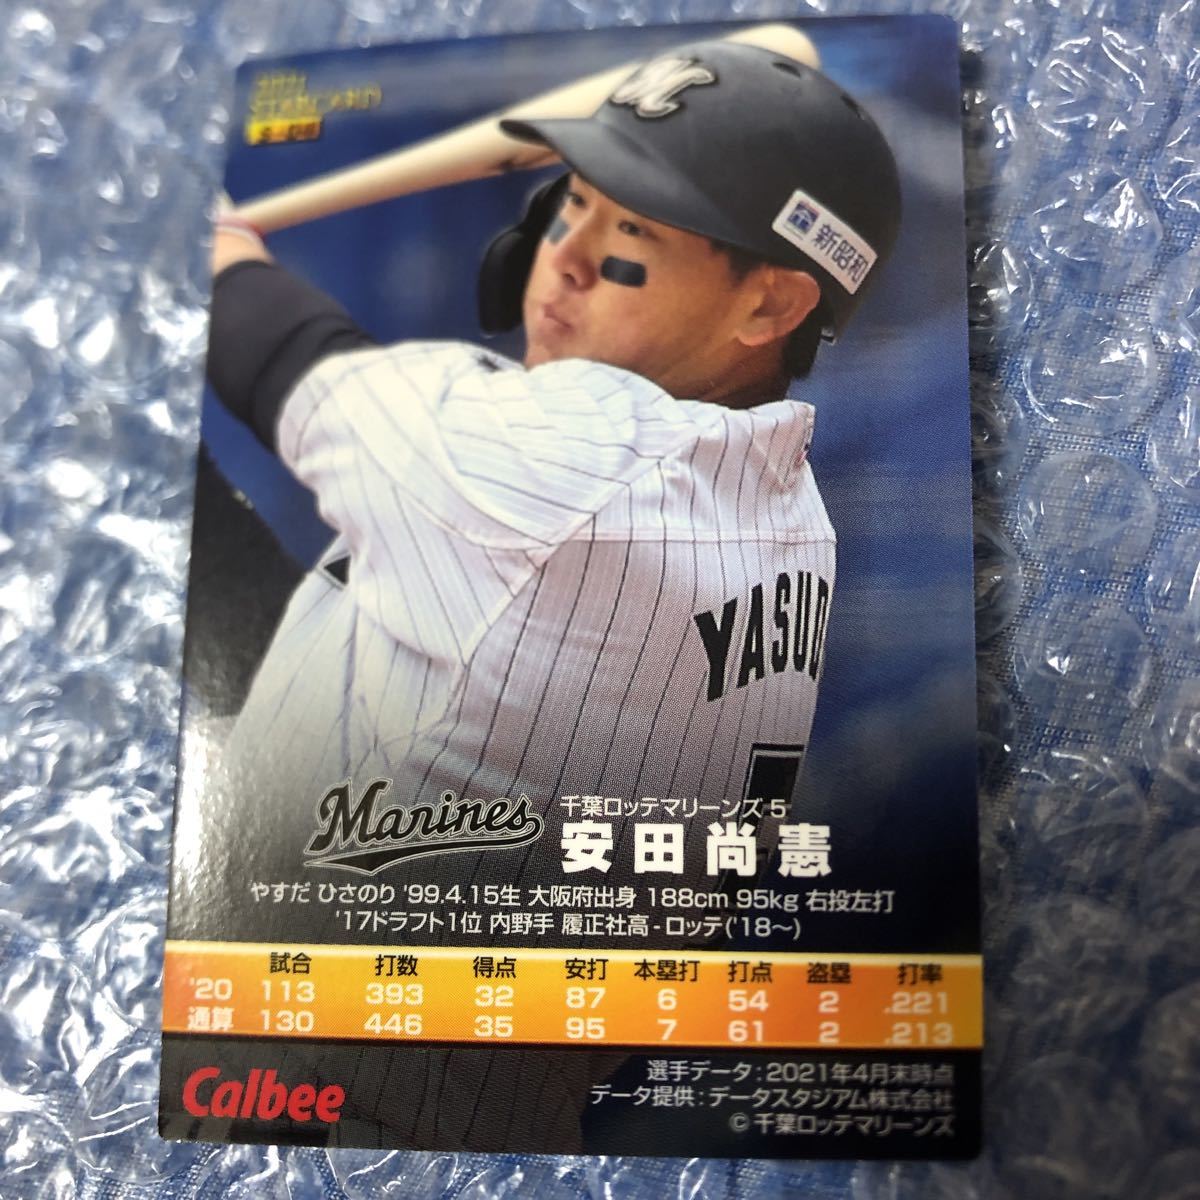 2021
STAR CARD
M
新昭和
YASUD
Marines
千葉ロッテマリーンズ 5
安田尚憲
やすだ ひさのり '99.4.15生 大阪府出身 188cm 95kg 右投左打
'17ドラフト1位 内野手 履正社高-ロッテ('18〜)
試合 打数 得点 安打 本塁打 打点 盗塁 打率
'20 113 393 32 87 6 54 2 .221
通算 130 446 35 95 7 61 2 .213
Calbee
選手データ:2021年4月末時点
データ提供:データスタジアム株式会社
© 千葉ロッテマリーンズ